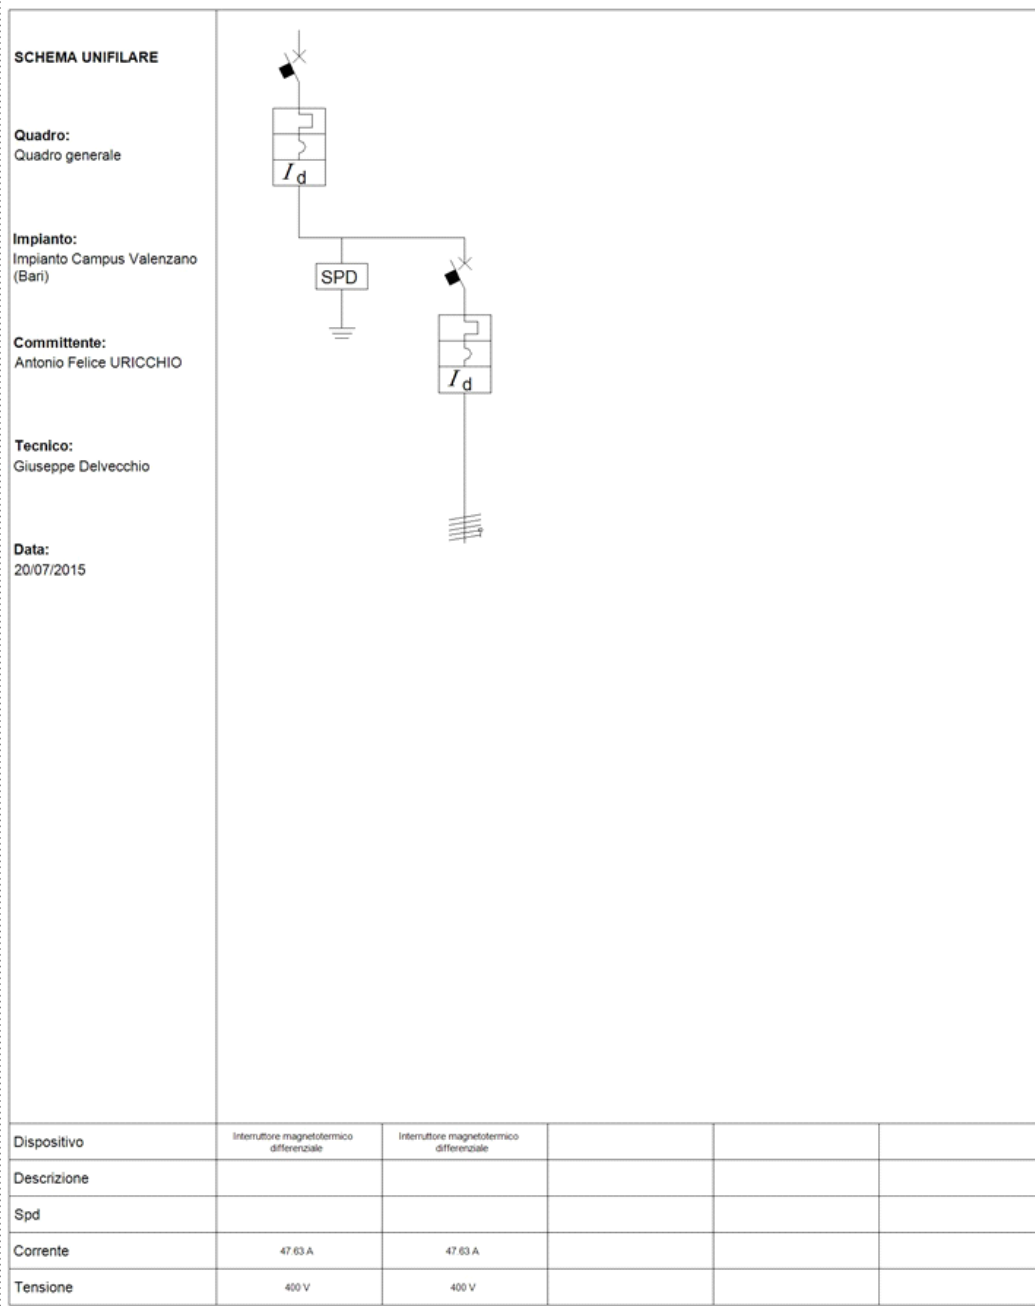 SCHEMA UNIFILARE
Quadro:
Quadro generale
Impianto:
Impianto Campus Valenzano
(Bari)
Committente:
Antonio Felice URICCHIO
Tecnico:
Giuseppe Delvecchio
Data:
20/07/2015
Id
SPD
Id
Dispositivo
Interruttore magnetotermico
differenziale
Interruttore magnetotermico
differenziale
Descrizione
Spd
Corrente
47.63 A
47.63 A
Tensione
400 V
400 V